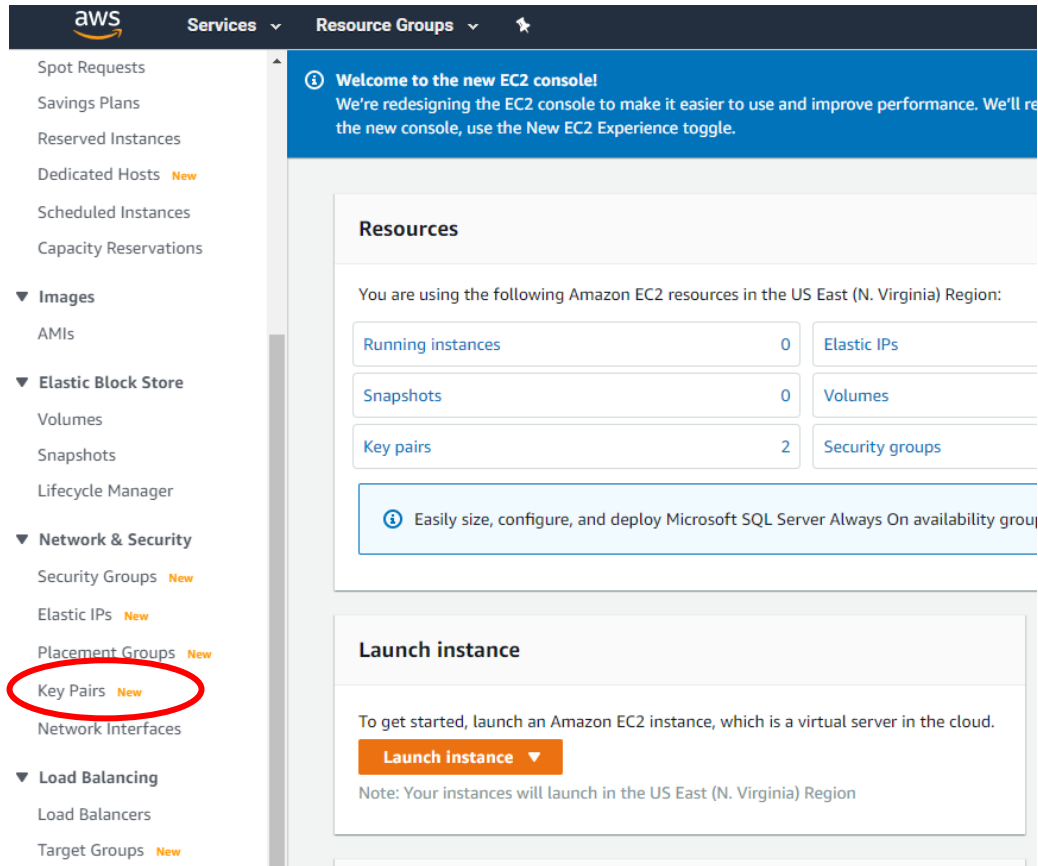 aws Services Resource Groups
Spot Requests
Savings Plans
Reserved Instances
Dedicated Hosts New
Scheduled Instances
Capacity Reservations
Images
AMIs
Elastic Block Store
Volumes
Snapshots
Lifecycle Manager
Network & Security
Security Groups New
Elastic IPs New
Placement Groups New
Key Pairs New
Network Interfaces
Load Balancing
Load Balancers
Target Groups New
Welcome to the new EC2 console!
We're redesigning the EC2 console to make it easier to use and improve performance. We'll re
the new console, use the New EC2 Experience toggle.
Resources
You are using the following Amazon EC2 resources in the US East (N. Virginia) Region:
Running instances 0 Elastic IPs
Snapshots 0 Volumes
Key pairs 2 Security groups
Easily size, configure, and deploy Microsoft SQL Server Always On availability grou
Launch instance
To get started, launch an Amazon EC2 instance, which is a virtual server in the cloud.
Launch instance
Note: Your instances will launch in the US East (N. Virginia) Region